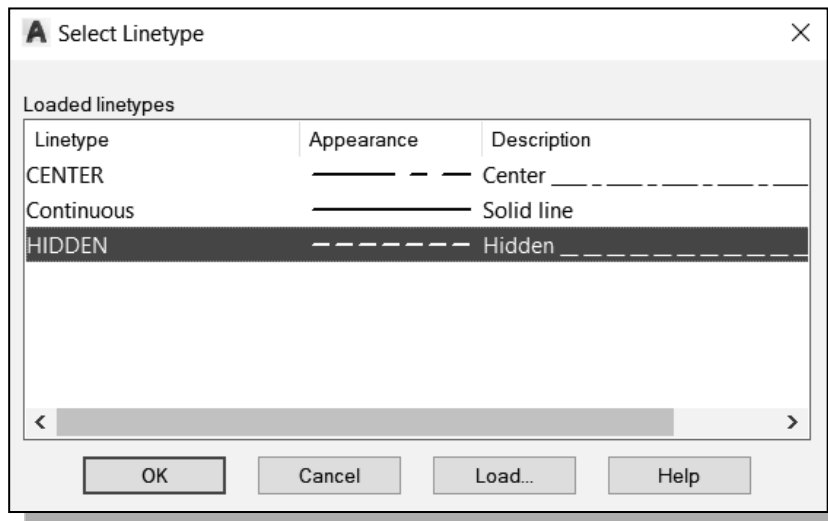 Select Linetype
Loaded linetypes
Linetype Appearance Description
CENTER Center
Continuous Solid line
HIDDEN Hidden
OK Cancel Load... Help